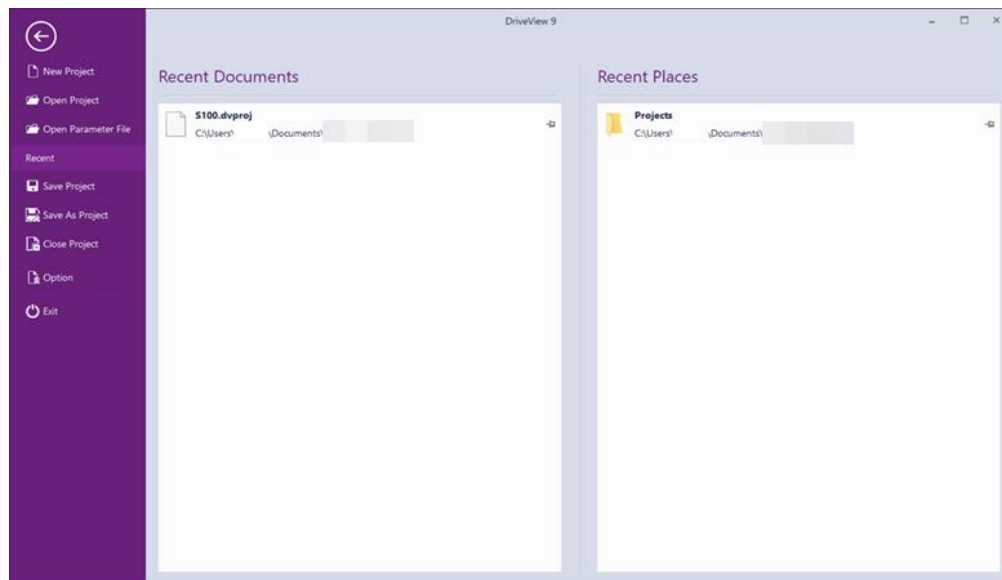 DriveView 9
New Project
Open Project
Open Parameter File
Recent
Save Project
Save As Project
Close Project
Option
Exit
Recent Documents
S100.dvproj
C:\Users\ \Documents\
Recent Places
Projects
C:\Users\ \Documents\